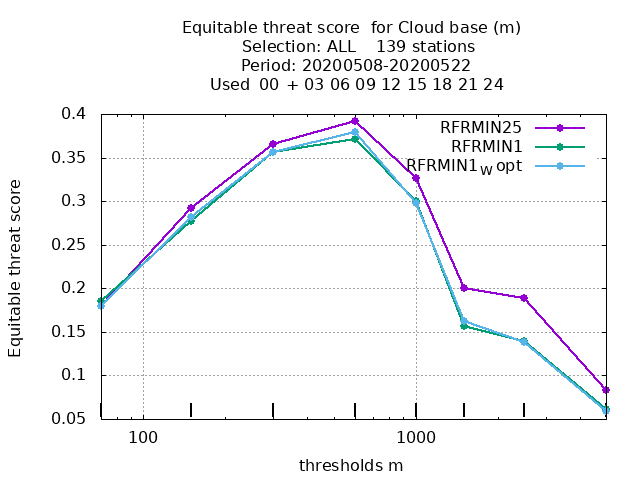 Equitable threat score for Cloud base (m)
Selection: ALL 139 stations
Period: 20200508-20200522
Used 00 + 03 06 09 12 15 18 21 24
RFRMIN25
RFRMIN1
RFRMIN1W opt
Equitable threat score
0.4
0.35
0.3
0.25
0.2
0.15
0.1
0.05
100 1000
thresholds m